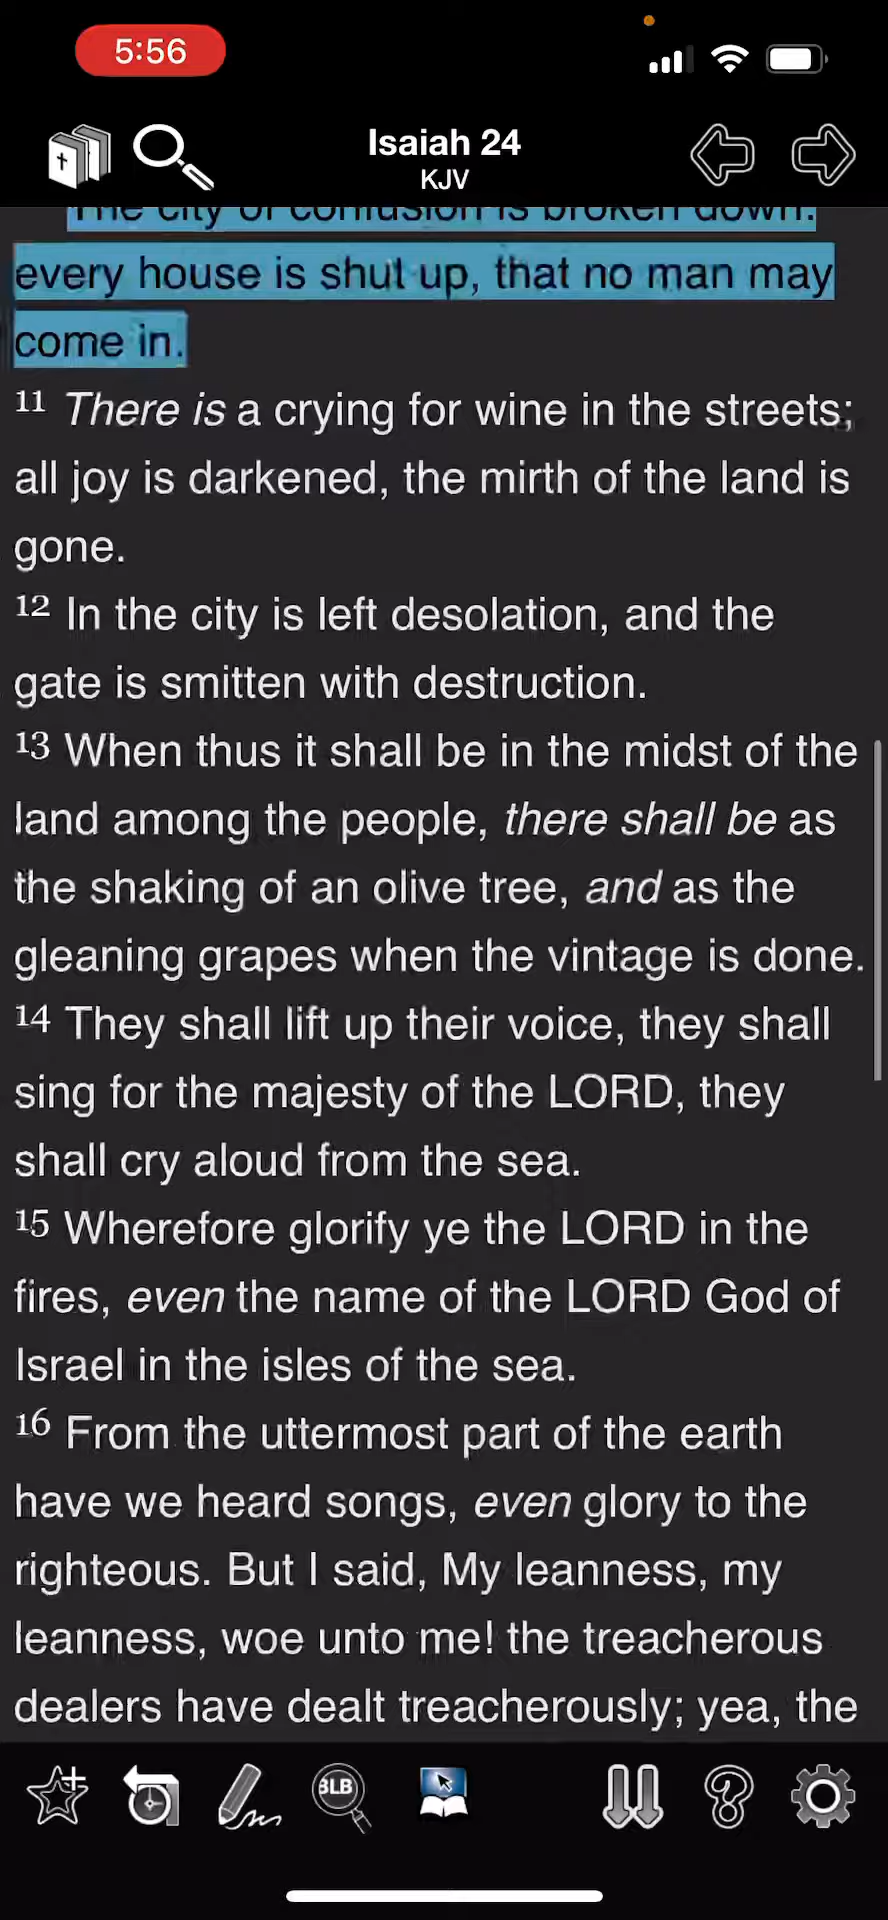 5:56
Isaiah 24
KJV
The city of confusion is broken down:
every house is shut up, that no man may
come in.
11 There is a crying for wine in the streets;
all joy is darkened, the mirth of the land is
gone.
12 In the city is left desolation, and the
gate is smitten with destruction.
13 When thus it shall be in the midst of the
land among the people, there shall be as
the shaking of an olive tree, and as the
gleaning grapes when the vintage is done.
14 They shall lift up their voice, they shall
sing for the majesty of the LORD, they
shall cry aloud from the sea.
15 Wherefore glorify ye the LORD in the
fires, even the name of the LORD God of
Israel in the isles of the sea.
16 From the uttermost part of the earth
have we heard songs, even glory to the
righteous. But I said, My leanness, my
leanness, woe unto me! the treacherous
dealers have dealt treacherously; yea, the
BLB